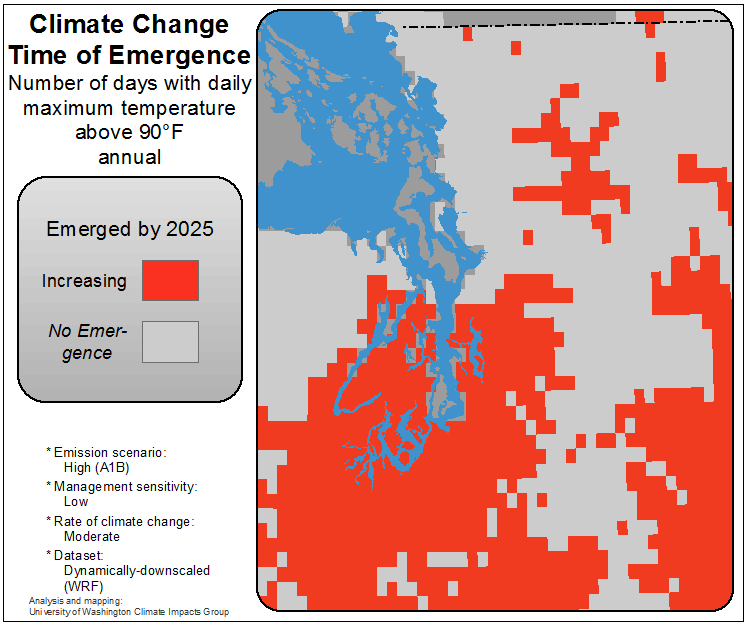 Climate Change
Time of Emergence
Number of days with daily
maximum temperature
above 90°F
annual
Emerged by 2025
Increasing
No Emer-
gence
* Emission scenario:
High (A1B)
* Management sensitivity:
Low
* Rate of climate change:
Moderate
* Dataset:
Dynamically-downscaled
(WRF)
Analysis and mapping:
University of Washington Climate Impacts Group